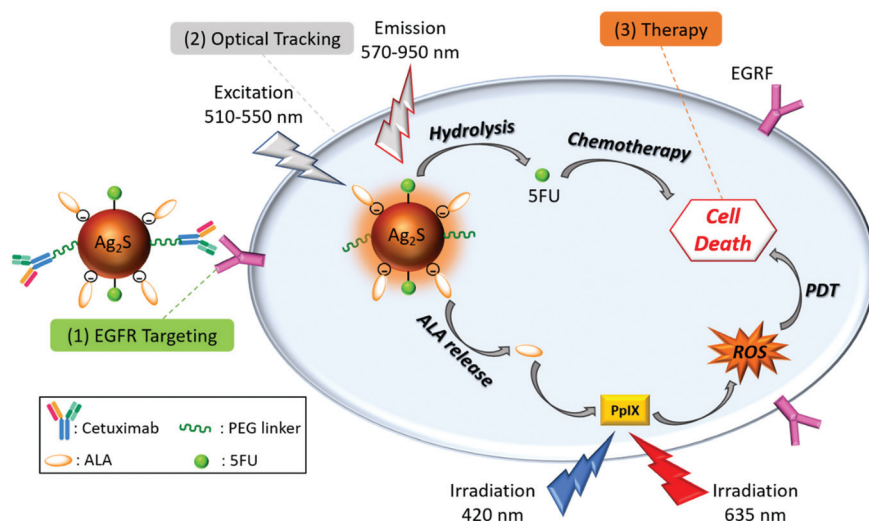 (2) Optical Tracking
Emission
570-950 nm
(3) Therapy
Excitation
510-550 nm
EGRF
Hydrolysis
Chemotherapy
5FU
Cell
Death
Ag₂S
Ag₂S
PDT
(1) EGFR Targeting
ALA release
ROS
PpIX
: Cetuximab
: PEG linker
: ALA
: 5FU
Irradiation
420 nm
Irradiation
635 nm